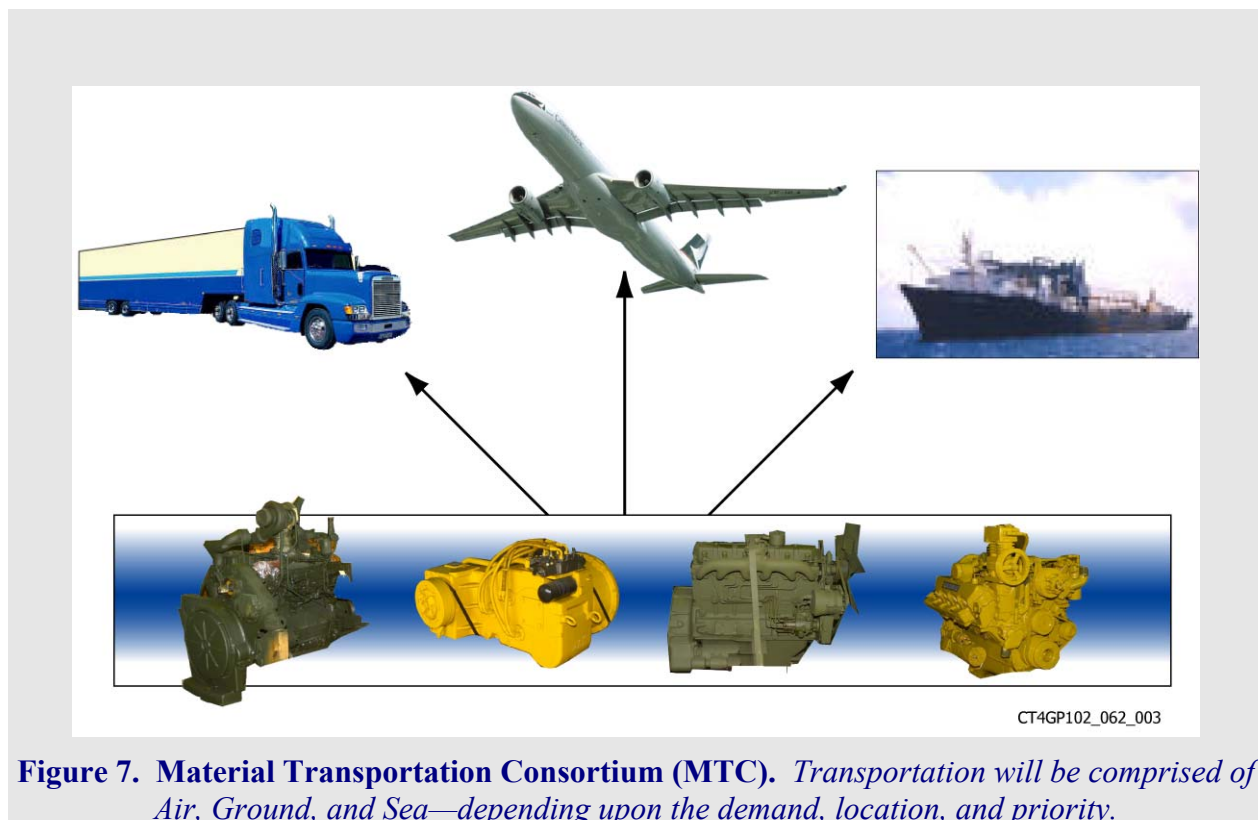 CT4GP102_062_003
Figure 7. Material Transportation Consortium (MTC). Transportation will be comprised of
Air, Ground, and Sea—depending upon the demand, location, and priority.